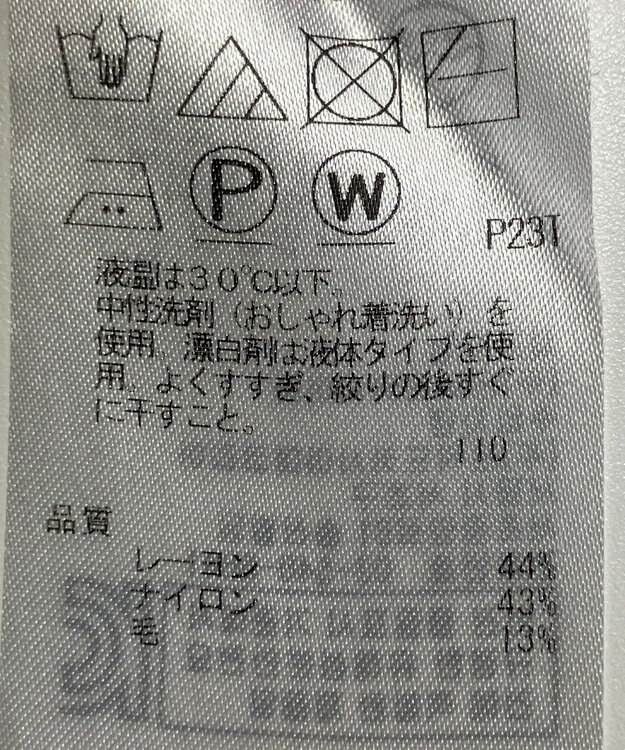 P W
P23T
液温は30℃以下。
中性洗剤（おしゃれ着洗い）を
使用。漂白剤は液体タイプを使
用。よくすすぎ、絞りの後すぐ
に干すこと。
110
品質
レーヨン 44%
ナイロン 43%
毛 13%